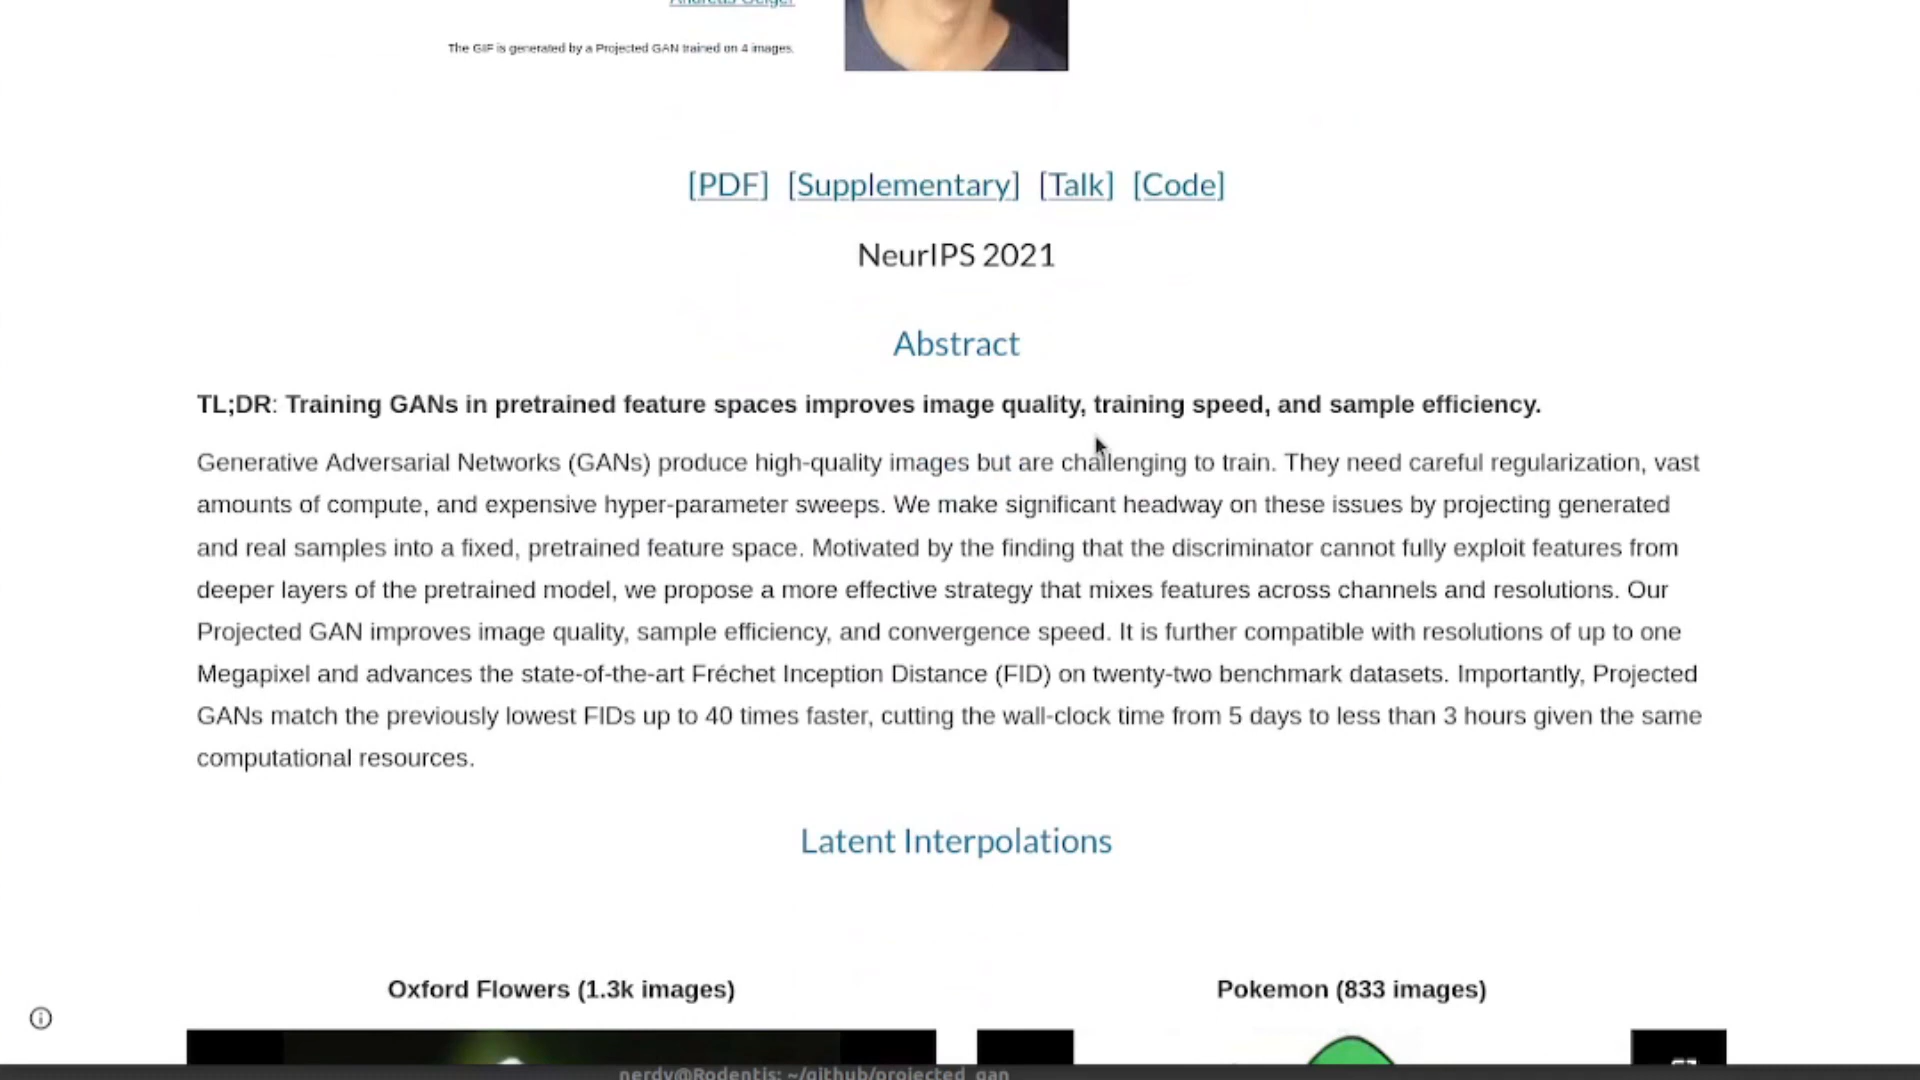 Andreas Geiger
The GIF is generated by a Projected GAN trained on 4 images.
[PDF] [Supplementary] [Talk] [Code]
NeurIPS 2021
Abstract
TL;DR: Training GANs in pretrained feature spaces improves image quality, training speed, and sample efficiency.
Generative Adversarial Networks (GANs) produce high-quality images but are challenging to train. They need careful regularization, vast
amounts of compute, and expensive hyper-parameter sweeps. We make significant headway on these issues by projecting generated
and real samples into a fixed, pretrained feature space. Motivated by the finding that the discriminator cannot fully exploit features from
deeper layers of the pretrained model, we propose a more effective strategy that mixes features across channels and resolutions. Our
Projected GAN improves image quality, sample efficiency, and convergence speed. It is further compatible with resolutions of up to one
Megapixel and advances the state-of-the-art Fréchet Inception Distance (FID) on twenty-two benchmark datasets. Importantly, Projected
GANs match the previously lowest FIDs up to 40 times faster, cutting the wall-clock time from 5 days to less than 3 hours given the same
computational resources.
Latent Interpolations
Oxford Flowers (1.3k images)
Pokemon (833 images)
nerdy@Rodentis: ~/github/projected_gan